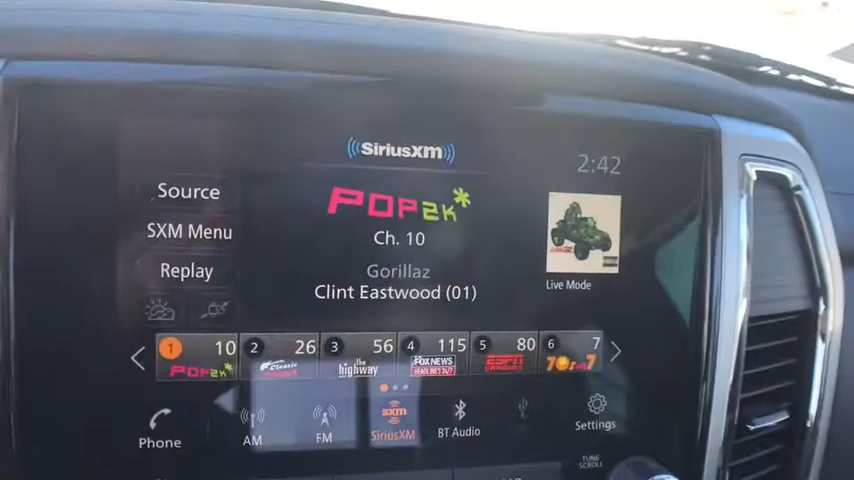 SiriusXM
2:42
Source
POP2K*
SXM Menu
Ch. 10
Replay
Gorillaz
Clint Eastwood (01)
Live Mode
1 10
2 26
3 56
4 115
5 80
6 7
POP2K*
Classic
the highway
FOX NEWS HEADLINES 24/7
ESPN RADIO
70s on 7
Phone
AM
FM
sxm
SiriusXM
BT Audio
Settings
TUNE
SCROLL